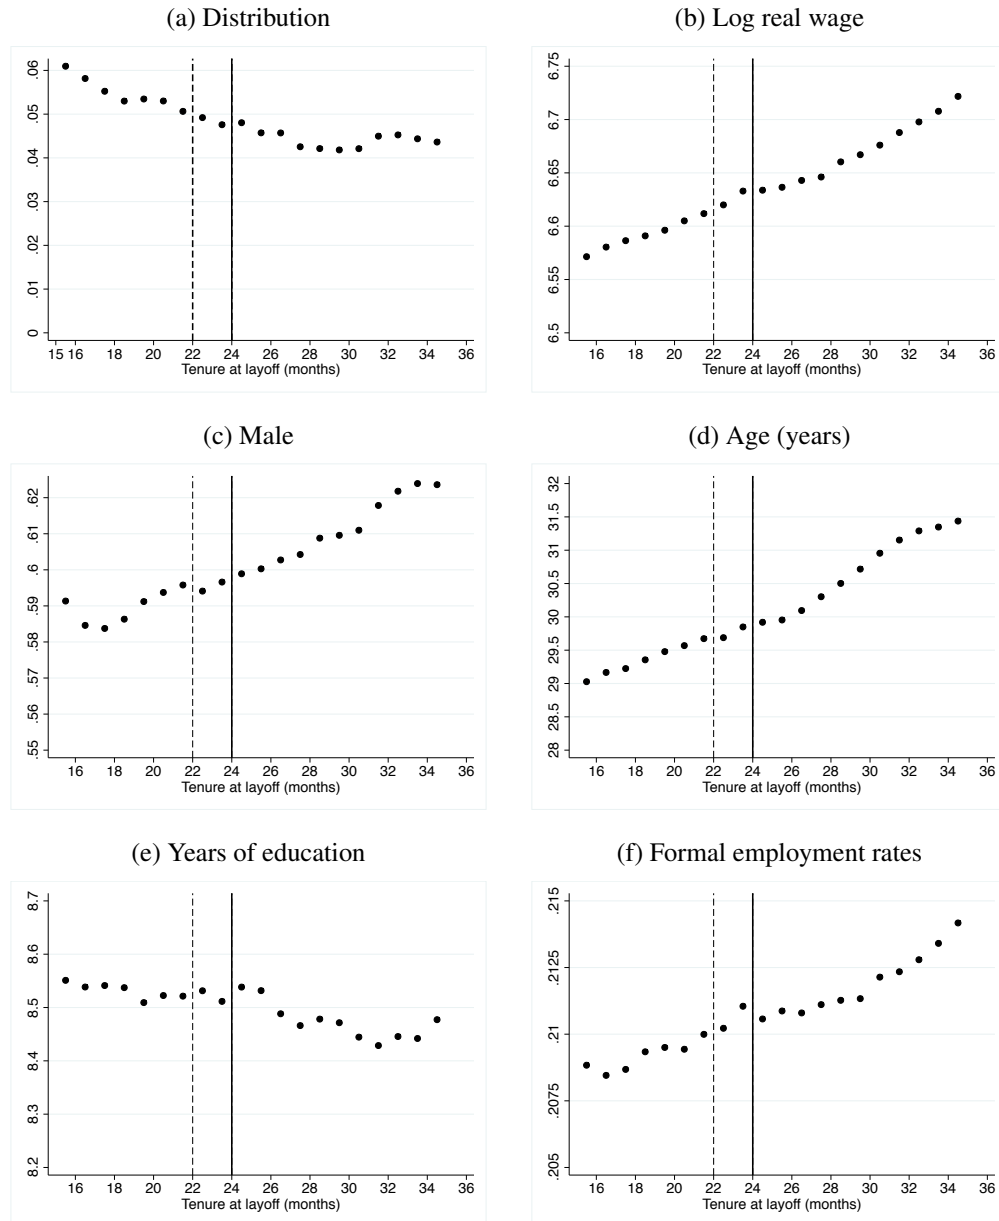 (a) Distribution
.06
.05
.04
.03
.02
.01
0
15 16 18 20 22 24 26 28 30 32 34 36
Tenure at layoff (months)
(b) Log real wage
6.75
6.7
6.65
6.6
6.55
6.5
16 18 20 22 24 26 28 30 32 34 36
Tenure at layoff (months)
(c) Male
.62
.61
.6
.59
.58
.57
.56
.55
16 18 20 22 24 26 28 30 32 34 36
Tenure at layoff (months)
(d) Age (years)
32
31.5
31
30.5
30
29.5
29
28.5
28
16 18 20 22 24 26 28 30 32 34 36
Tenure at layoff (months)
(e) Years of education
8.7
8.6
8.5
8.4
8.3
8.2
16 18 20 22 24 26 28 30 32 34 36
Tenure at layoff (months)
(f) Formal employment rates
.215
.2125
.21
.2075
.205
16 18 20 22 24 26 28 30 32 34 36
Tenure at layoff (months)